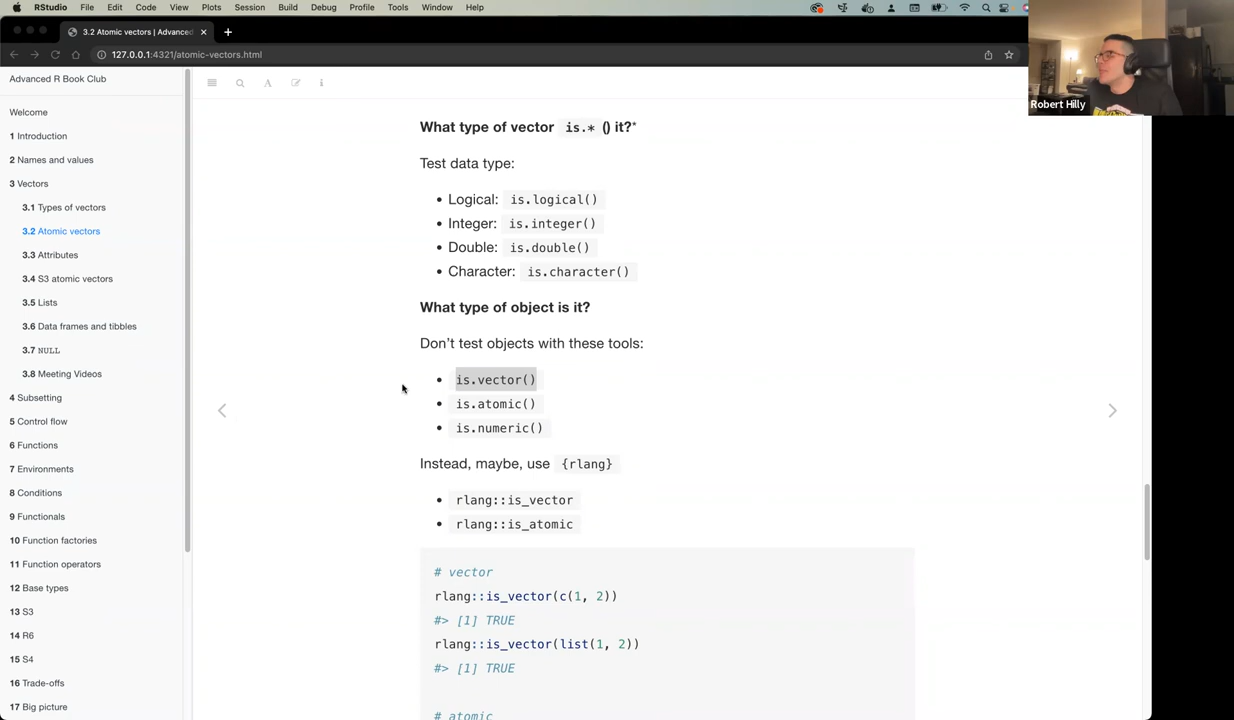 RStudio File Edit Code View Plots Session Build Debug Profile Tools Window Help
3.2 Atomic vectors | Advanced
127.0.0.1:4321/atomic-vectors.html
Advanced R Book Club
Welcome
1 Introduction
2 Names and values
3 Vectors
3.1 Types of vectors
3.2 Atomic vectors
3.3 Attributes
3.4 S3 atomic vectors
3.5 Lists
3.6 Data frames and tibbles
3.7 NULL
3.8 Meeting Videos
4 Subsetting
5 Control flow
6 Functions
7 Environments
8 Conditions
9 Functionals
10 Function factories
11 Function operators
12 Base types
13 S3
14 R6
15 S4
16 Trade-offs
17 Big picture
What type of vector is.* () it?*
Test data type:
• Logical: is.logical()
• Integer: is.integer()
• Double: is.double()
• Character: is.character()
What type of object is it?
Don't test objects with these tools:
• is.vector()
• is.atomic()
• is.numeric()
Instead, maybe, use {rlang}
• rlang::is_vector
• rlang::is_atomic
# vector
rlang::is_vector(c(1, 2))
#> [1] TRUE
rlang::is_vector(list(1, 2))
#> [1] TRUE
# atomic
Robert Hilly